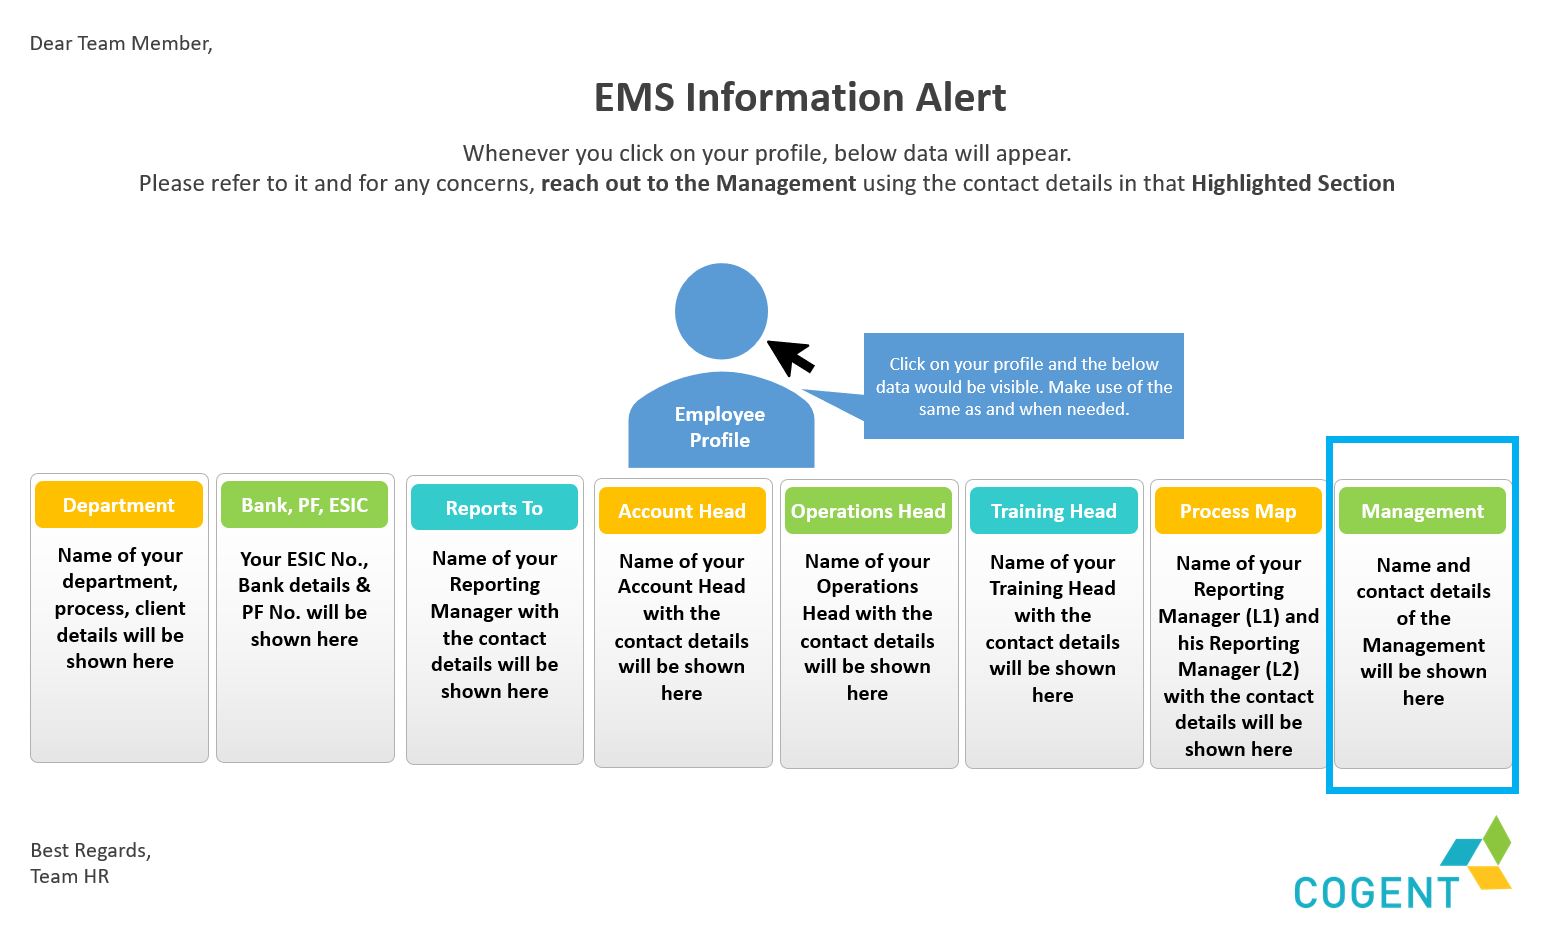 Dear Team Member,
EMS Information Alert
Whenever you click on your profile, below data will appear.
Please refer to it and for any concerns, reach out to the Management using the contact details in that Highlighted Section
Click on your profile and the below
data would be visible. Make use of the
same as and when needed.
Employee
Profile
Department
Name of your
department,
process, client
details will be
shown here
Bank, PF, ESIC
Your ESIC No.,
Bank details &
PF No. will be
shown here
Reports To
Name of your
Reporting
Manager with
the contact
details will be
shown here
Account Head
Name of your
Account Head
with the
contact details
will be shown
here
Operations Head
Name of your
Operations
Head with the
contact details
will be shown
here
Training Head
Name of your
Training Head
with the
contact details
will be shown
here
Process Map
Name of your
Reporting
Manager (L1) and
his Reporting
Manager (L2)
with the contact
details will be
shown here
Management
Name and
contact details
of the
Management
will be shown
here
Best Regards,
Team HR
COGENT